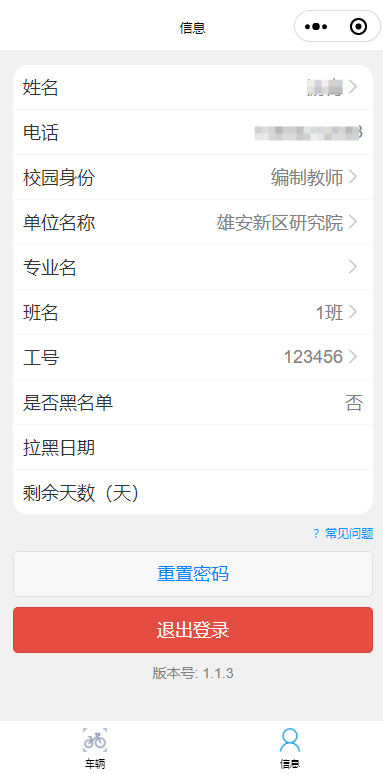 信息
姓名
电话
校园身份 编制教师
单位名称 雄安新区研究院
专业名
班名 1班
工号 123456
是否黑名单 否
拉黑日期
剩余天数（天）
? 常见问题
重置密码
退出登录
版本号: 1.1.3
车辆 信息